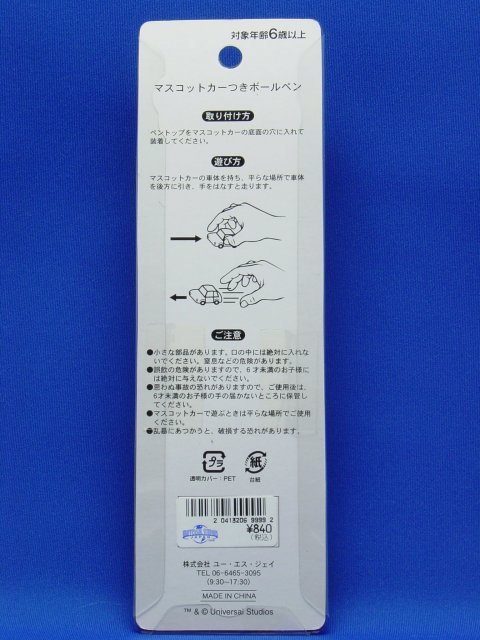 対象年齢6歳以上
マスコットカーつきボールペン
取り付け方
ペントップをマスコットカーの底面の穴に入れて
装着してください。
遊び方
マスコットカーの車体を持ち、平らな場所で車体
を後方に引き、手をはなすと走ります。
ご注意
●小さな部品があります。口の中には絶対に入れな
いでください。窒息などの危険があります。
●誤飲の危険がありますので、6才未満のお子様に
は絶対に与えないでください。
●思わぬ事故の恐れがありますので、ご使用後は、
6才未満のお子様の手の届かないところに保管し
てください。
●マスコットカーで遊ぶときは平らな場所でご使用
ください。
●乱暴にあつかうと、破損する恐れがあります。
プラ
紙
透明カバー：PET
台紙
2 0413206 9999 2
¥840
(税込)
株式会社 ユー・エス・ジェイ
TEL 06-6465-3095
(9:30~17:30)
MADE IN CHINA
™ & © Universal Studios